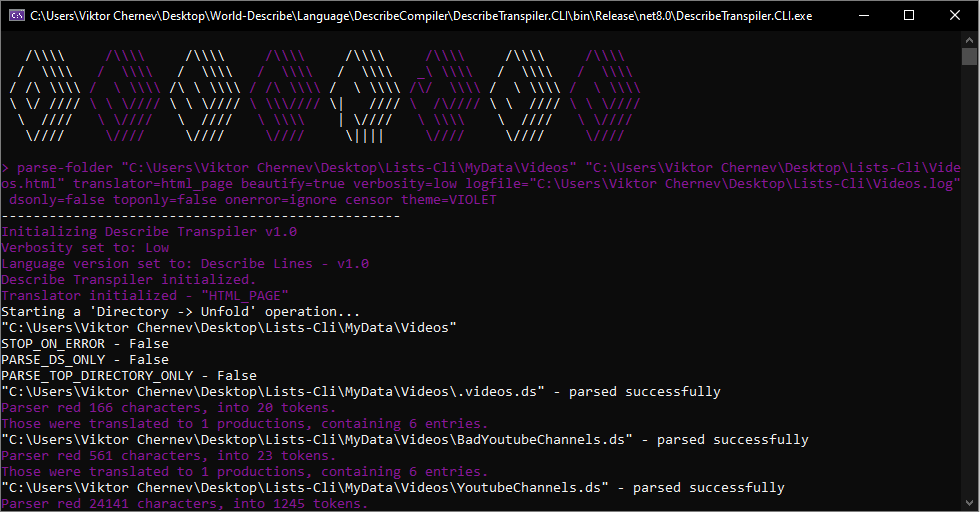 C:\Users\Viktor Chernev\Desktop\World-Describe\Language\DescribeCompiler\DescribeTranspiler.CLI\bin\Release\net8.0\DescribeTranspiler.CLI.exe
> parse-folder "C:\Users\Viktor Chernev\Desktop\Lists-Cli\MyData\Videos" "C:\Users\Viktor Chernev\Desktop\Lists-Cli\Vide
os.html" translator=html_page beautify=true verbosity=low logfile="C:\Users\Viktor Chernev\Desktop\Lists-Cli\Videos.log"
dsonly=false toponly=false onerror=ignore censor theme=VIOLET
--------------------------------------------------
Initializing Describe Transpiler v1.0
Verbosity set to: Low
Language version set to: Describe Lines - v1.0
Describe Transpiler initialized.
Translator initialized - "HTML_PAGE"
Starting a 'Directory -> Unfold' operation...
"C:\Users\Viktor Chernev\Desktop\Lists-Cli\MyData\Videos"
STOP_ON_ERROR - False
PARSE_DS_ONLY - False
PARSE_TOP_DIRECTORY_ONLY - False
"C:\Users\Viktor Chernev\Desktop\Lists-Cli\MyData\Videos\.videos.ds" - parsed successfully
Parser red 166 characters, into 20 tokens.
Those were translated to 1 productions, containing 6 entries.
"C:\Users\Viktor Chernev\Desktop\Lists-Cli\MyData\Videos\BadYoutubeChannels.ds" - parsed successfully
Parser red 561 characters, into 23 tokens.
Those were translated to 1 productions, containing 6 entries.
"C:\Users\Viktor Chernev\Desktop\Lists-Cli\MyData\Videos\YoutubeChannels.ds" - parsed successfully
Parser red 24141 characters, into 1245 tokens.